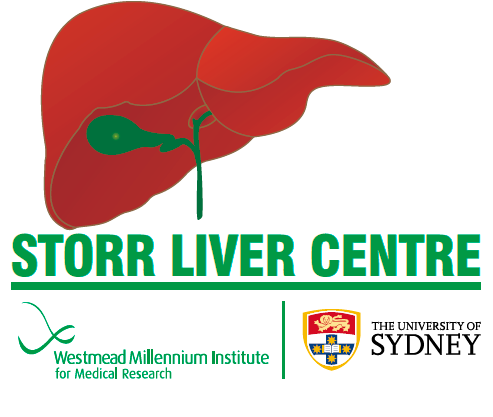 STORR LIVER CENTRE
Westmead Millennium Institute
for Medical Research
THE UNIVERSITY OF
SYDNEY